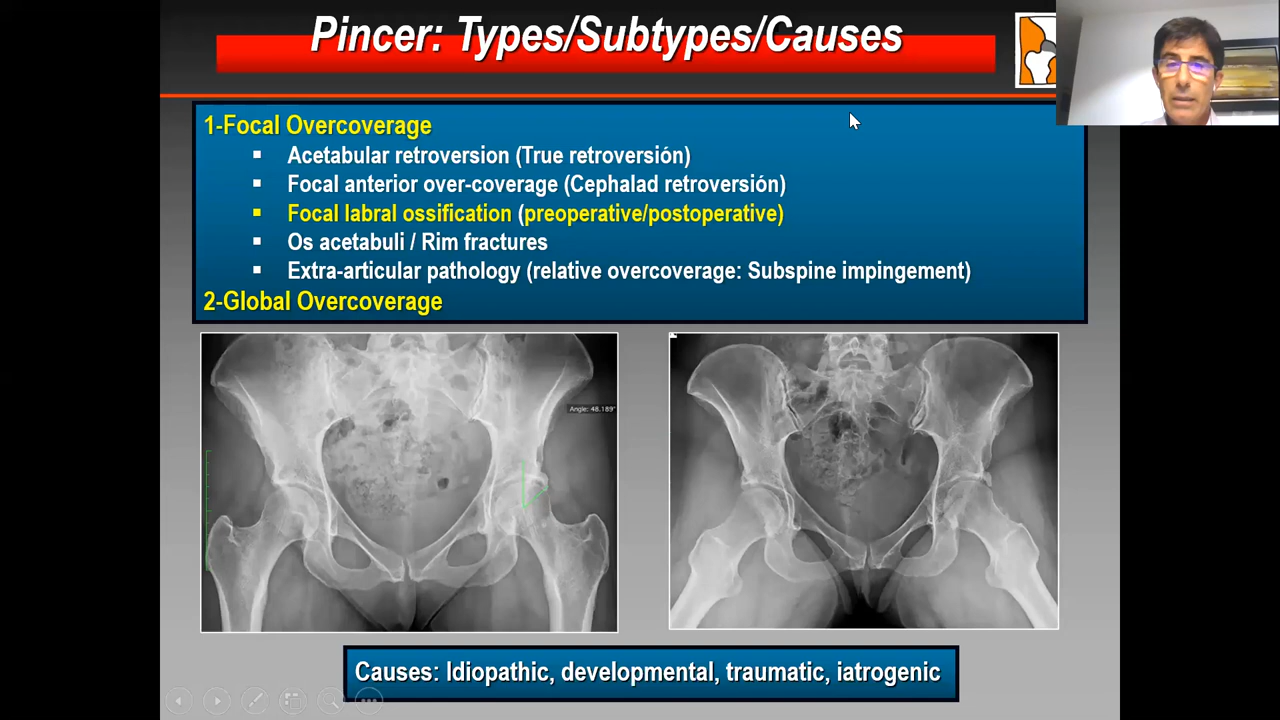 Pincer: Types/Subtypes/Causes
1-Focal Overcoverage
▪ Acetabular retroversion (True retroversión)
▪ Focal anterior over-coverage (Cephalad retroversión)
▪ Focal labral ossification (preoperative/postoperative)
▪ Os acetabuli / Rim fractures
▪ Extra-articular pathology (relative overcoverage: Subspine impingement)
2-Global Overcoverage
Angle: 48.189°
Causes: Idiopathic, developmental, traumatic, iatrogenic